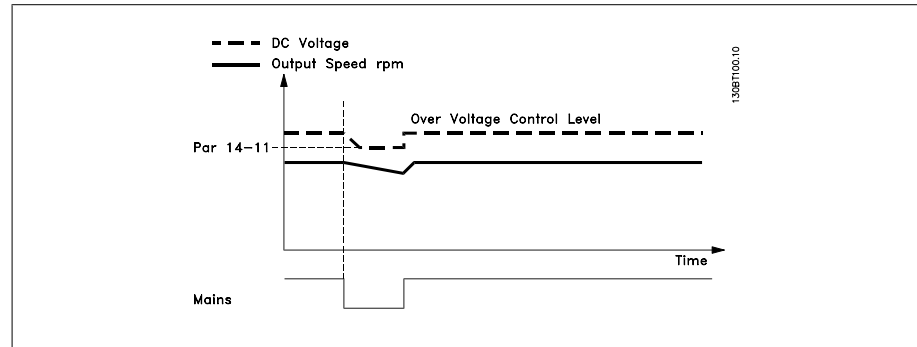 DC Voltage
Output Speed rpm
130BT100.10
Over Voltage Control Level
Par 14-11
Time
Mains